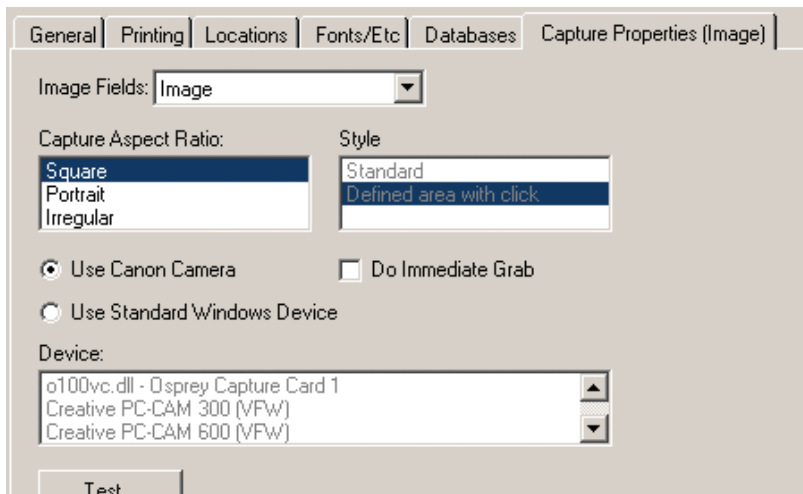 General Printing Locations Fonts/Etc Databases Capture Properties (Image)
Image Fields: Image
Capture Aspect Ratio: Style
Square Standard
Portrait Defined area with click
Irregular
Use Canon Camera Do Immediate Grab
Use Standard Windows Device
Device:
o100vc.dll - Osprey Capture Card 1
Creative PC-CAM 300 (VFW)
Creative PC-CAM 600 (VFW)
Test